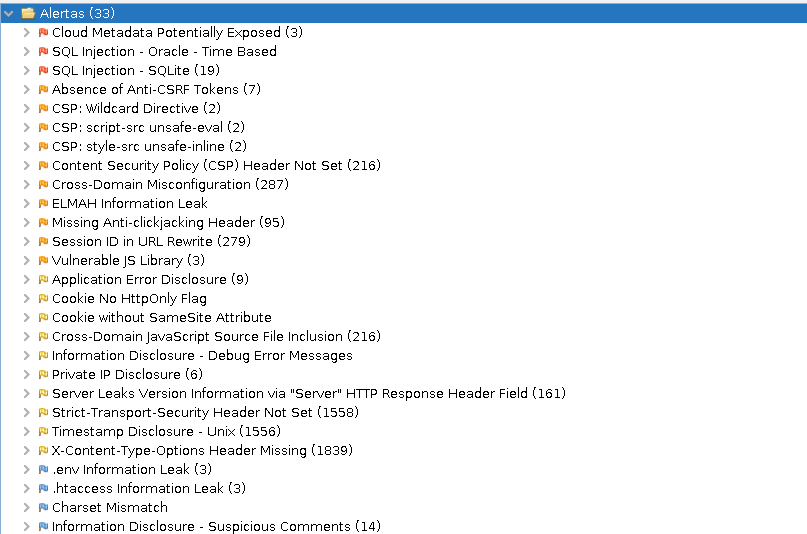 Alertas (33)
Cloud Metadata Potentially Exposed (3)
SQL Injection - Oracle - Time Based
SQL Injection - SQLite (19)
Absence of Anti-CSRF Tokens (7)
CSP: Wildcard Directive (2)
CSP: script-src unsafe-eval (2)
CSP: style-src unsafe-inline (2)
Content Security Policy (CSP) Header Not Set (216)
Cross-Domain Misconfiguration (287)
ELMAH Information Leak
Missing Anti-clickjacking Header (95)
Session ID in URL Rewrite (279)
Vulnerable JS Library (3)
Application Error Disclosure (9)
Cookie No HttpOnly Flag
Cookie without SameSite Attribute
Cross-Domain JavaScript Source File Inclusion (216)
Information Disclosure - Debug Error Messages
Private IP Disclosure (6)
Server Leaks Version Information via "Server" HTTP Response Header Field (161)
Strict-Transport-Security Header Not Set (1558)
Timestamp Disclosure - Unix (1556)
X-Content-Type-Options Header Missing (1839)
.env Information Leak (3)
.htaccess Information Leak (3)
Charset Mismatch
Information Disclosure - Suspicious Comments (14)